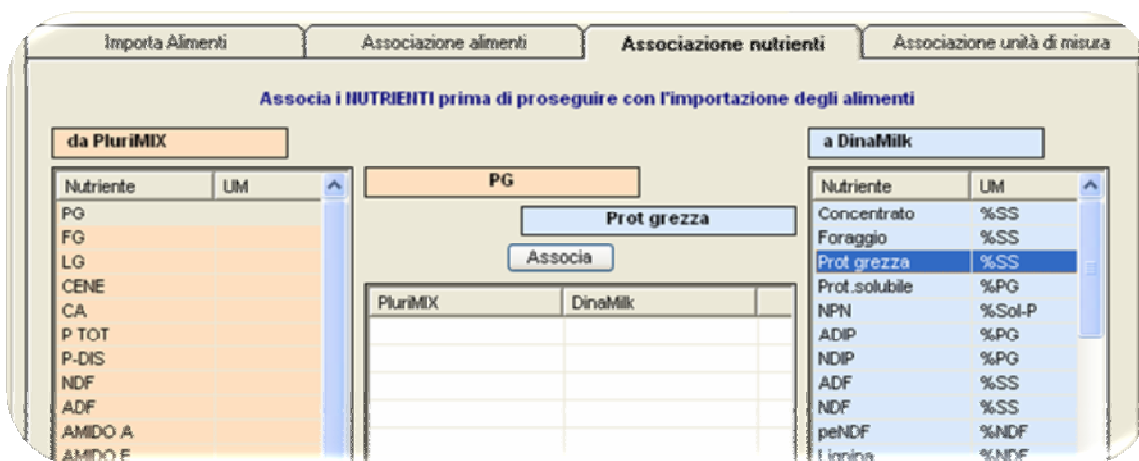 Importa Alimenti
Associazione alimenti
Associazione nutrienti
Associazione unità di misura
Associa i NUTRIENTI prima di proseguire con l'importazione degli alimenti
da PluriMIX
Nutriente UM
PG
FG
LG
CENE
CA
P TOT
P-DIS
NDF
ADF
AMIDO A
AMIDO E
PG
Prot grezza
Associa
PluriMIX DinaMilk
a DinaMilk
Nutriente UM
Concentrato %SS
Foraggio %SS
Prot grezza %SS
Prot.solubile %PG
NPN %Sol-P
ADIP %PG
NDIP %PG
ADF %SS
NDF %SS
peNDF %NDF
Lignina %NDF